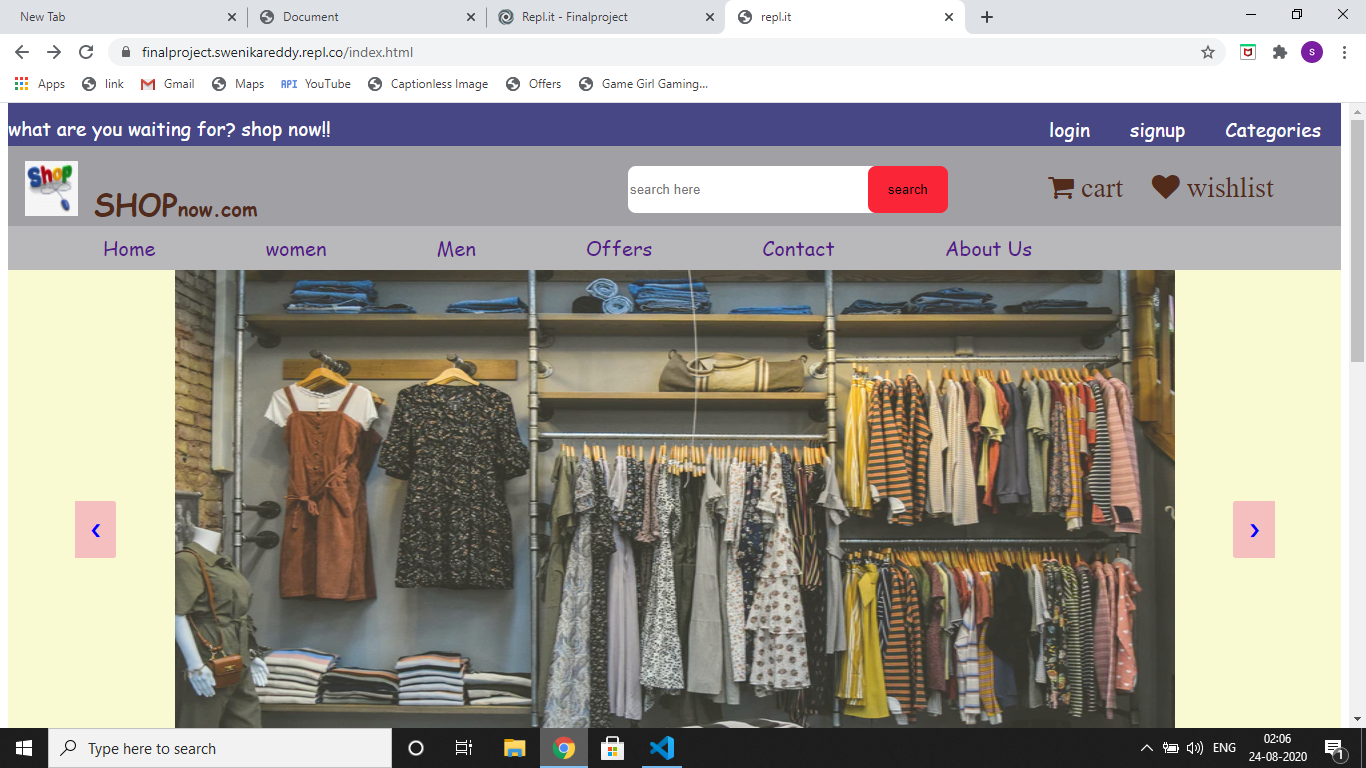 New Tab
Document
Repl.it - Finalproject
repl.it
finalproject.swenikareddy.repl.co/index.html
S
Apps
link
Gmail
Maps
API YouTube
Captionless Image
Offers
Game Girl Gaming...
what are you waiting for? shop now!!
login signup Categories
Shop
SHOPnow.com
search here
search
cart
wishlist
Home women Men Offers Contact About Us
Type here to search
ENG
02:06
24-08-2020
1